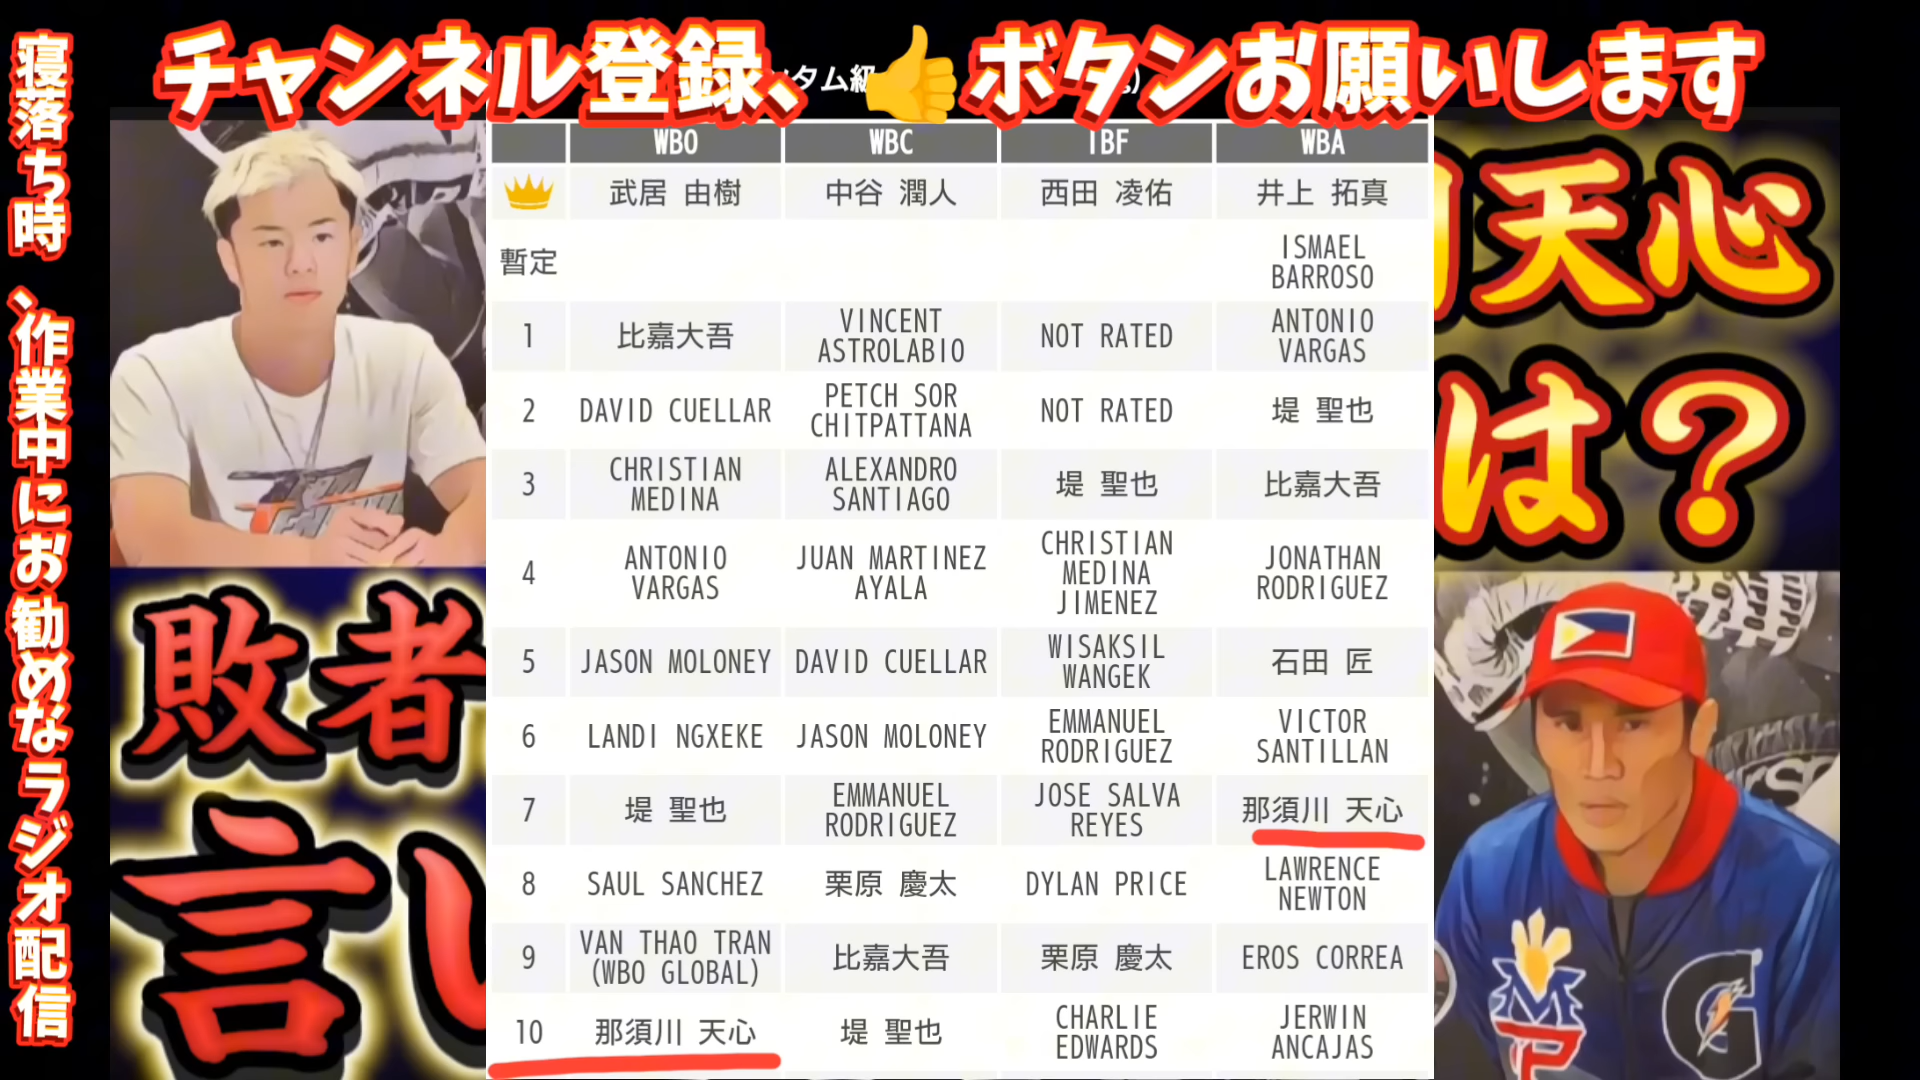 チャンネル登録、👍ボタンお願いします
寝落ち時、作業中にお勧めなラジオ配信
タム級
WBO WBC IBF WBA
武居 由樹 中谷 潤人 西田 凌佑 井上 拓真
暫定 ISMAEL BARROSO
1 比嘉大吾 VINCENT ASTROLABIO NOT RATED ANTONIO VARGAS
2 DAVID CUELLAR PETCH SOR CHITPATTANA NOT RATED 堤 聖也
3 CHRISTIAN MEDINA ALEXANDRO SANTIAGO 堤 聖也 比嘉大吾
4 ANTONIO VARGAS JUAN MARTINEZ AYALA CHRISTIAN MEDINA JIMENEZ JONATHAN RODRIGUEZ
5 JASON MOLONEY DAVID CUELLAR WISAKSIL WANGEK 石田 匠
6 LANDI NGXEKE JASON MOLONEY EMMANUEL RODRIGUEZ VICTOR SANTILLAN
7 堤 聖也 EMMANUEL RODRIGUEZ JOSE SALVA REYES 那須川 天心
8 SAUL SANCHEZ 栗原 慶太 DYLAN PRICE LAWRENCE NEWTON
9 VAN THAO TRAN (WBO GLOBAL) 比嘉大吾 栗原 慶太 EROS CORREA
10 那須川 天心 堤 聖也 CHARLIE EDWARDS JERWIN ANCAJAS
天心
は？
敗者
言い
MP
G